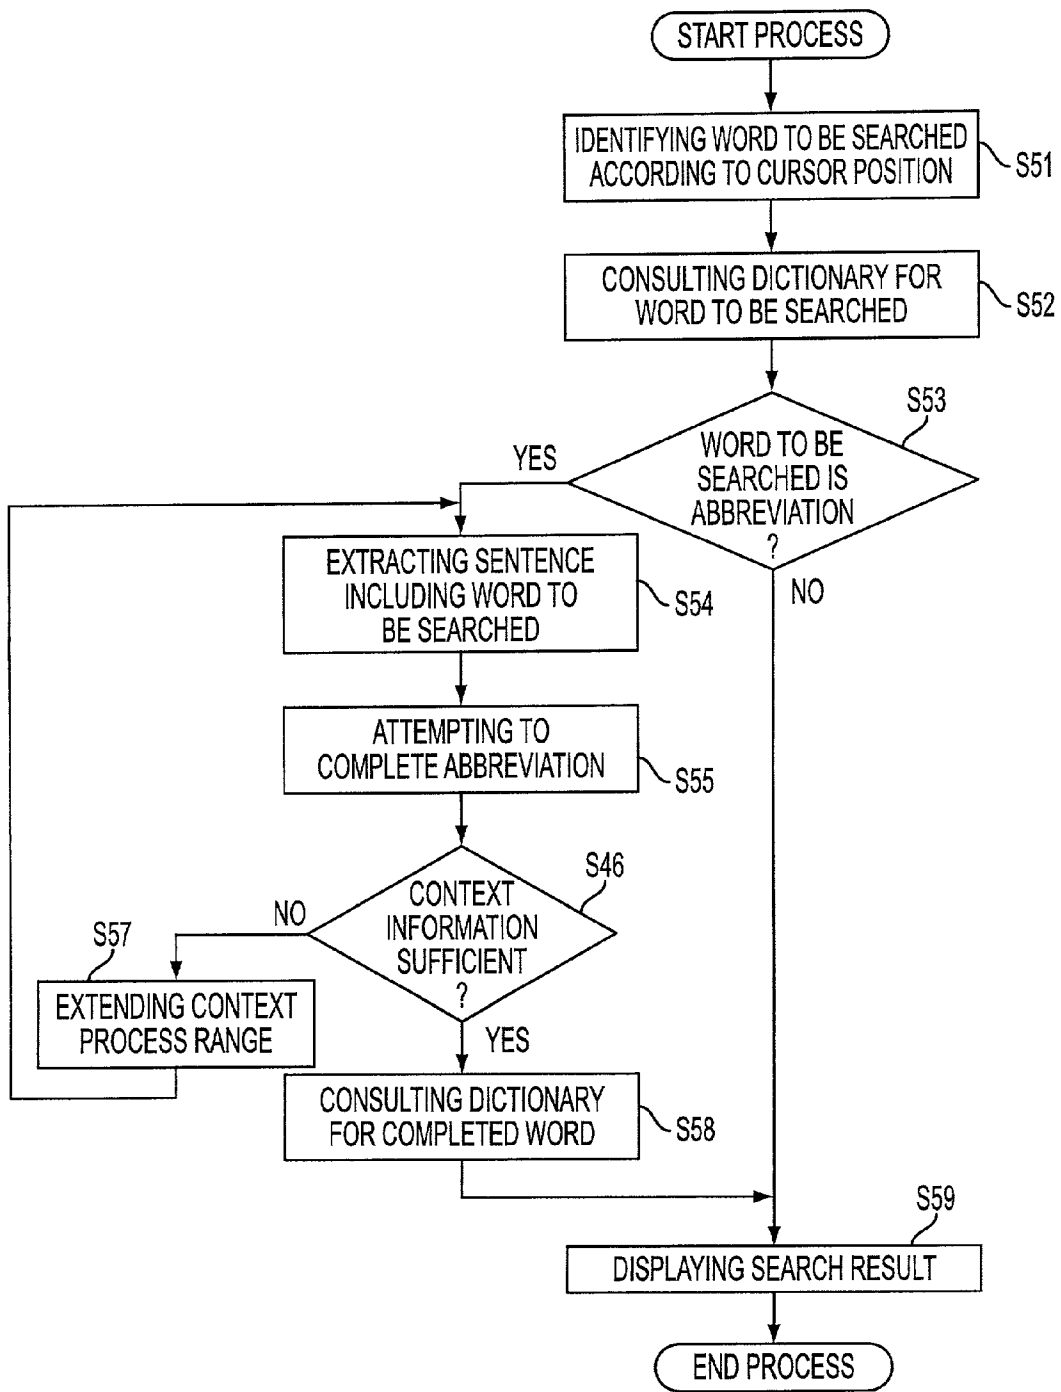 START PROCESS
IDENTIFYING WORD TO BE SEARCHED
ACCORDING TO CURSOR POSITION
S51
CONSULTING DICTIONARY FOR
WORD TO BE SEARCHED
S52
S53
WORD TO BE
SEARCHED IS
ABBREVIATION
?
YES
NO
EXTRACTING SENTENCE
INCLUDING WORD TO
BE SEARCHED
S54
ATTEMPTING TO
COMPLETE ABBREVIATION
S55
S46
CONTEXT
INFORMATION
SUFFICIENT
?
NO
YES
S57
EXTENDING CONTEXT
PROCESS RANGE
CONSULTING DICTIONARY
FOR COMPLETED WORD
S58
S59
DISPLAYING SEARCH RESULT
END PROCESS